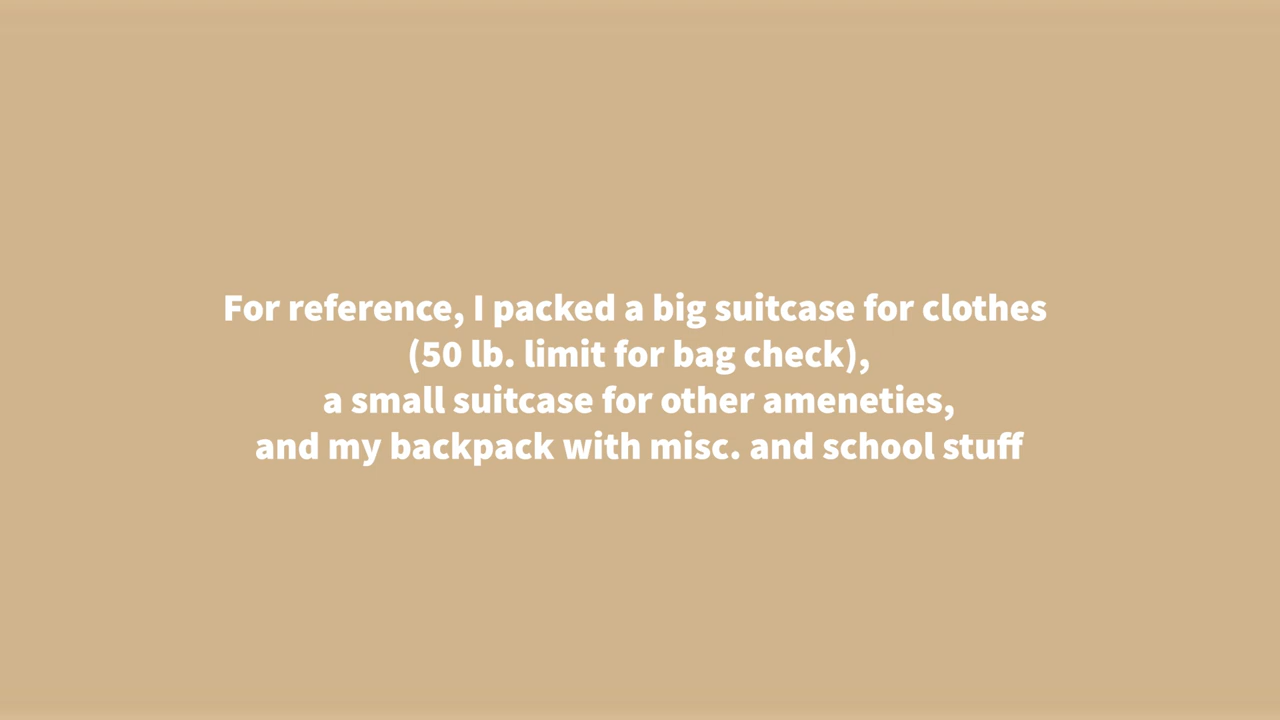 For reference, I packed a big suitcase for clothes
(50 lb. limit for bag check),
a small suitcase for other ameneties,
and my backpack with misc. and school stuff